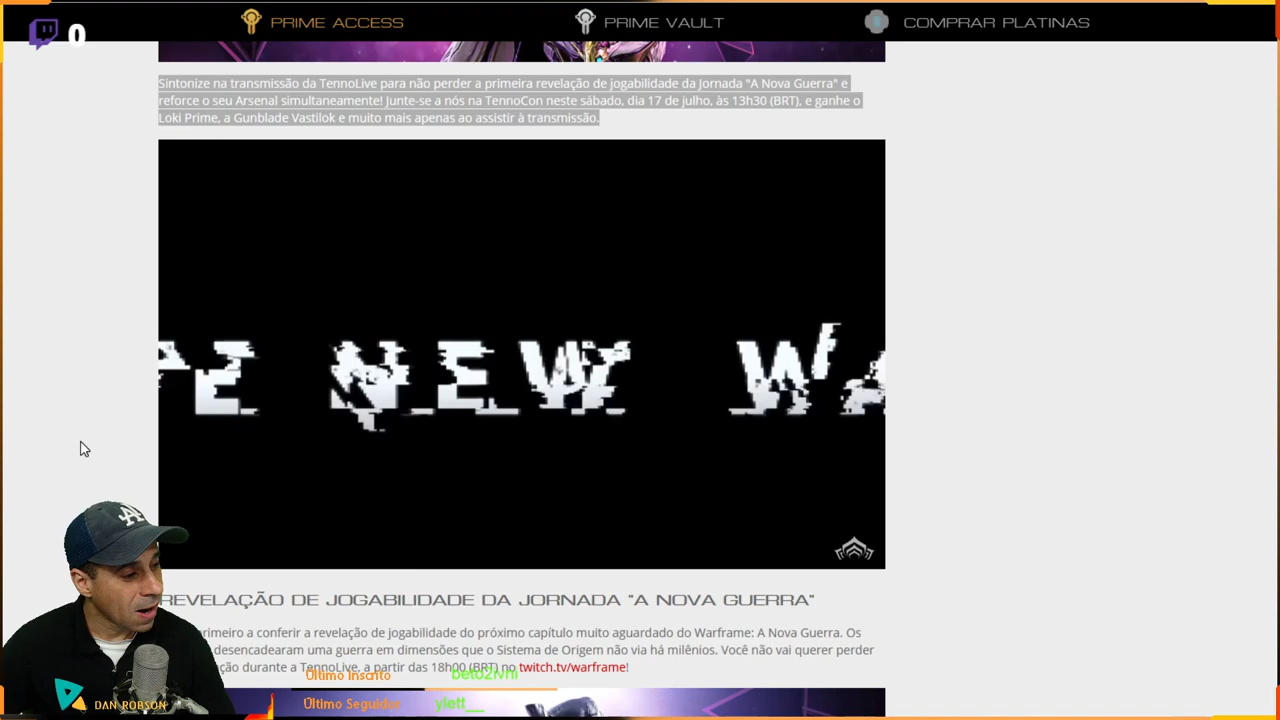 PRIME ACCESS
PRIME VAULT
COMPRAR PLATINAS
0
Sintonize na transmissão da TennoLive para não perder a primeira revelação de jogabilidade da Jornada "A Nova Guerra" e
reforce o seu Arsenal simultaneamente! Junte-se a nós na TennoCon neste sábado, dia 17 de julho, às 13h30 (BRT), e ganhe o
Loki Prime, a Gunblade Vastilok e muito mais apenas ao assistir à transmissão.
NEW WA
REVELAÇÃO DE JOGABILIDADE DA JORNADA "A NOVA GUERRA"
primeiro a conferir a revelação de jogabilidade do próximo capítulo muito aguardado do Warframe: A Nova Guerra. Os
desencadearam uma guerra em dimensões que o Sistema de Origem não via há milênios. Você não vai querer perder
durante a TennoLive, a partir das 18h00 (BRT) no twitch.tv/warframe!
Último Inscrito
Último Seguidor ylett__
DAN ROBSON